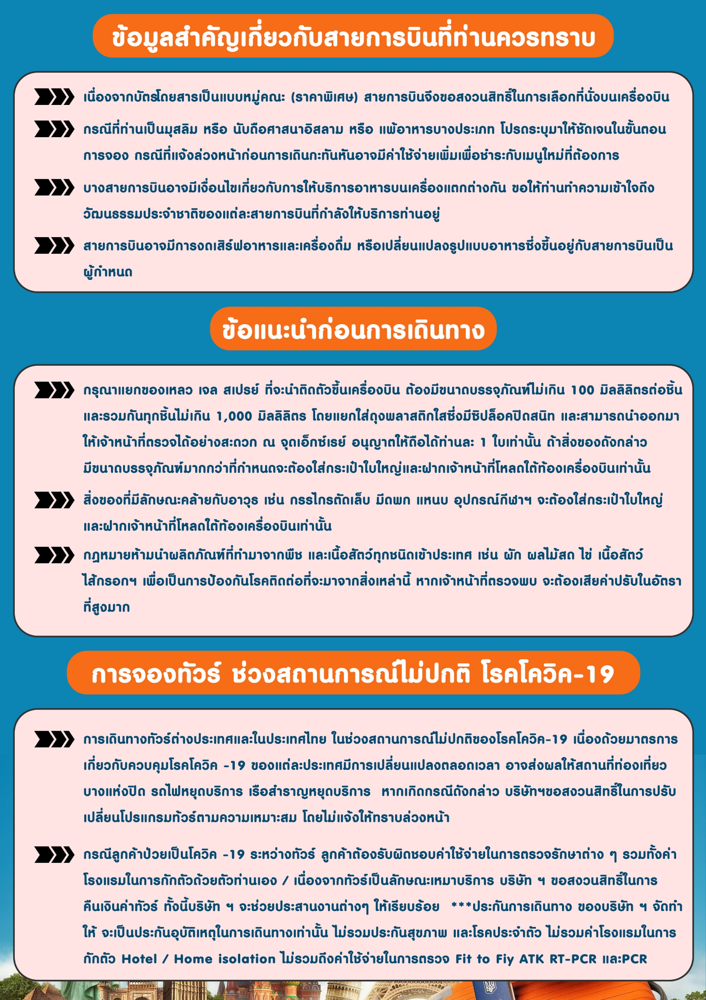 ข้อมูลสำคัญเกี่ยวกับสายการบินที่ท่านควรทราบ
เนื่องจากบัตรโดยสารเป็นแบบหมู่คณะ (ราคาพิเศษ) สายการบินจึงขอสงวนสิทธิ์ในการเลือกที่นั่งบนเครื่องบิน
กรณีที่ท่านเป็นมุสลิม หรือ นับถือศาสนาอิสลาม หรือ แพ้อาหารบางประเภท โปรดระบุมาให้ชัดเจนในขั้นตอน
การจอง กรณีที่แจ้งล่วงหน้าก่อนการเดินกะทันหันอาจมีค่าใช้จ่ายเพิ่มเพื่อชำระกับเมนูใหม่ที่ต้องการ
บางสายการบินอาจมีเงื่อนไขเกี่ยวกับการให้บริการอาหารบนเครื่องแตกต่างกัน ขอให้ท่านทำความเข้าใจถึง
วัฒนธรรมประจำชาติของแต่ละสายการบินที่กำลังให้บริการท่านอยู่
สายการบินอาจมีการงดเสิร์ฟอาหารและเครื่องดื่ม หรือเปลี่ยนแปลงรูปแบบอาหารซึ่งขึ้นอยู่กับสายการบินเป็น
ผู้กำหนด
ข้อแนะนำก่อนการเดินทาง
กรุณาแยกของเหลว เจล สเปรย์ ที่จะนำติดตัวขึ้นเครื่องบิน ต้องมีขนาดบรรจุภัณฑ์ไม่เกิน 100 มิลลิลิตรต่อชิ้น
และรวมกันทุกชิ้นไม่เกิน 1,000 มิลลิลิตร โดยแยกใส่ถุงพลาสติกใสซึ่งมีซิปล็อคปิดสนิท และสามารถนำออกมา
ให้เจ้าหน้าที่ตรวจได้อย่างสะดวก ณ จุดเอ็กซ์เรย์ อนุญาตให้ถือได้ท่านละ 1 ใบเท่านั้น ถ้าสิ่งของดังกล่าว
มีขนาดบรรจุภัณฑ์มากกว่าที่กำหนดจะต้องใส่กระเป๋าใบใหญ่และฝากเจ้าหน้าที่โหลดใต้ท้องเครื่องบินเท่านั้น
สิ่งของที่มีลักษณะคล้ายกับอาวุธ เช่น กรรไกรตัดเล็บ มีดพก แหนบ อุปกรณ์กีฬาฯ จะต้องใส่กระเป๋าใบใหญ่
และฝากเจ้าหน้าที่โหลดใต้ท้องเครื่องบินเท่านั้น
กฎหมายห้ามนำผลิตภัณฑ์ที่ทำมาจากพืช และเนื้อสัตว์ทุกชนิดเข้าประเทศ เช่น ผัก ผลไม้สด ไข่ เนื้อสัตว์
ไส้กรอกฯ เพื่อเป็นการป้องกันโรคติดต่อที่จะมาจากสิ่งเหล่านี้ หากเจ้าหน้าที่ตรวจพบ จะต้องเสียค่าปรับในอัตรา
ที่สูงมาก
การจองทัวร์ ช่วงสถานการณ์ไม่ปกติ โรคโควิค-19
การเดินทางทัวร์ต่างประเทศและในประเทศไทย ในช่วงสถานการณ์ไม่ปกติของโรคโควิค-19 เนื่องด้วยมาตรการ
เกี่ยวกับควบคุมโรคโควิค -19 ของแต่ละประเทศมีการเปลี่ยนแปลงตลอดเวลา อาจส่งผลให้สถานที่ท่องเที่ยว
บางแห่งปิด รถไฟหยุดบริการ เรือสำราญหยุดบริการ  หากเกิดกรณีดังกล่าว บริษัทฯขอสงวนสิทธิ์ในการปรับ
เปลี่ยนโปรแกรมทัวร์ตามความเหมาะสม โดยไม่แจ้งให้ทราบล่วงหน้า
กรณีลูกค้าป่วยเป็นโควิค -19 ระหว่างทัวร์ ลูกค้าต้องรับผิดชอบค่าใช้จ่ายในการตรวจรักษาต่าง ๆ รวมทั้งค่า
โรงแรมในการกักตัวด้วยตัวท่านเอง / เนื่องจากทัวร์เป็นลักษณะเหมาบริการ บริษัท ฯ ขอสงวนสิทธิ์ในการ
คืนเงินค่าทัวร์ ทั้งนี้บริษัท ฯ จะช่วยประสานงานต่างๆ ให้เรียบร้อย  ***ประกันการเดินทาง ของบริษัท ฯ จัดทำ
ให้ จะเป็นประกันอุบัติเหตุในการเดินทางเท่านั้น ไม่รวมประกันสุขภาพ และโรคประจำตัว ไม่รวมค่าโรงแรมในการ
กักตัว Hotel / Home isolation ไม่รวมถึงค่าใช้จ่ายในการตรวจ Fit to Fiy ATK RT-PCR และPCR